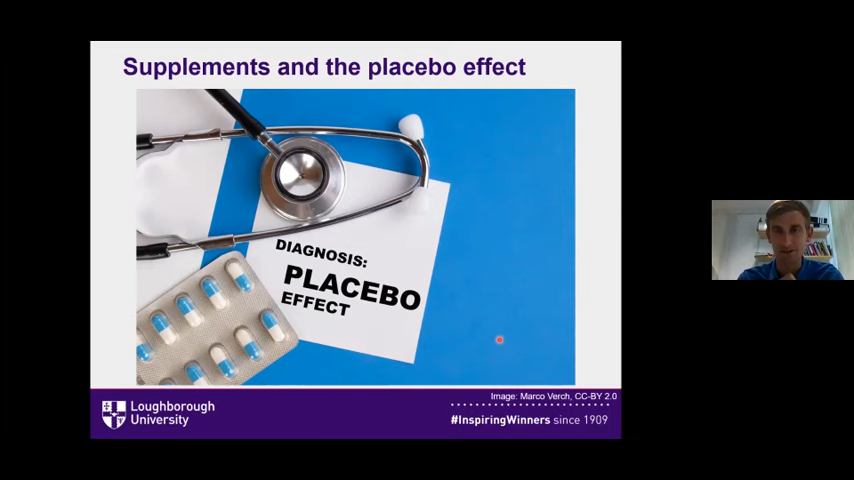 Supplements and the placebo effect
DIAGNOSIS:
PLACEBO
EFFECT
Image: Marco Verch, CC-BY 2.0
Loughborough
University
#InspiringWinners since 1909